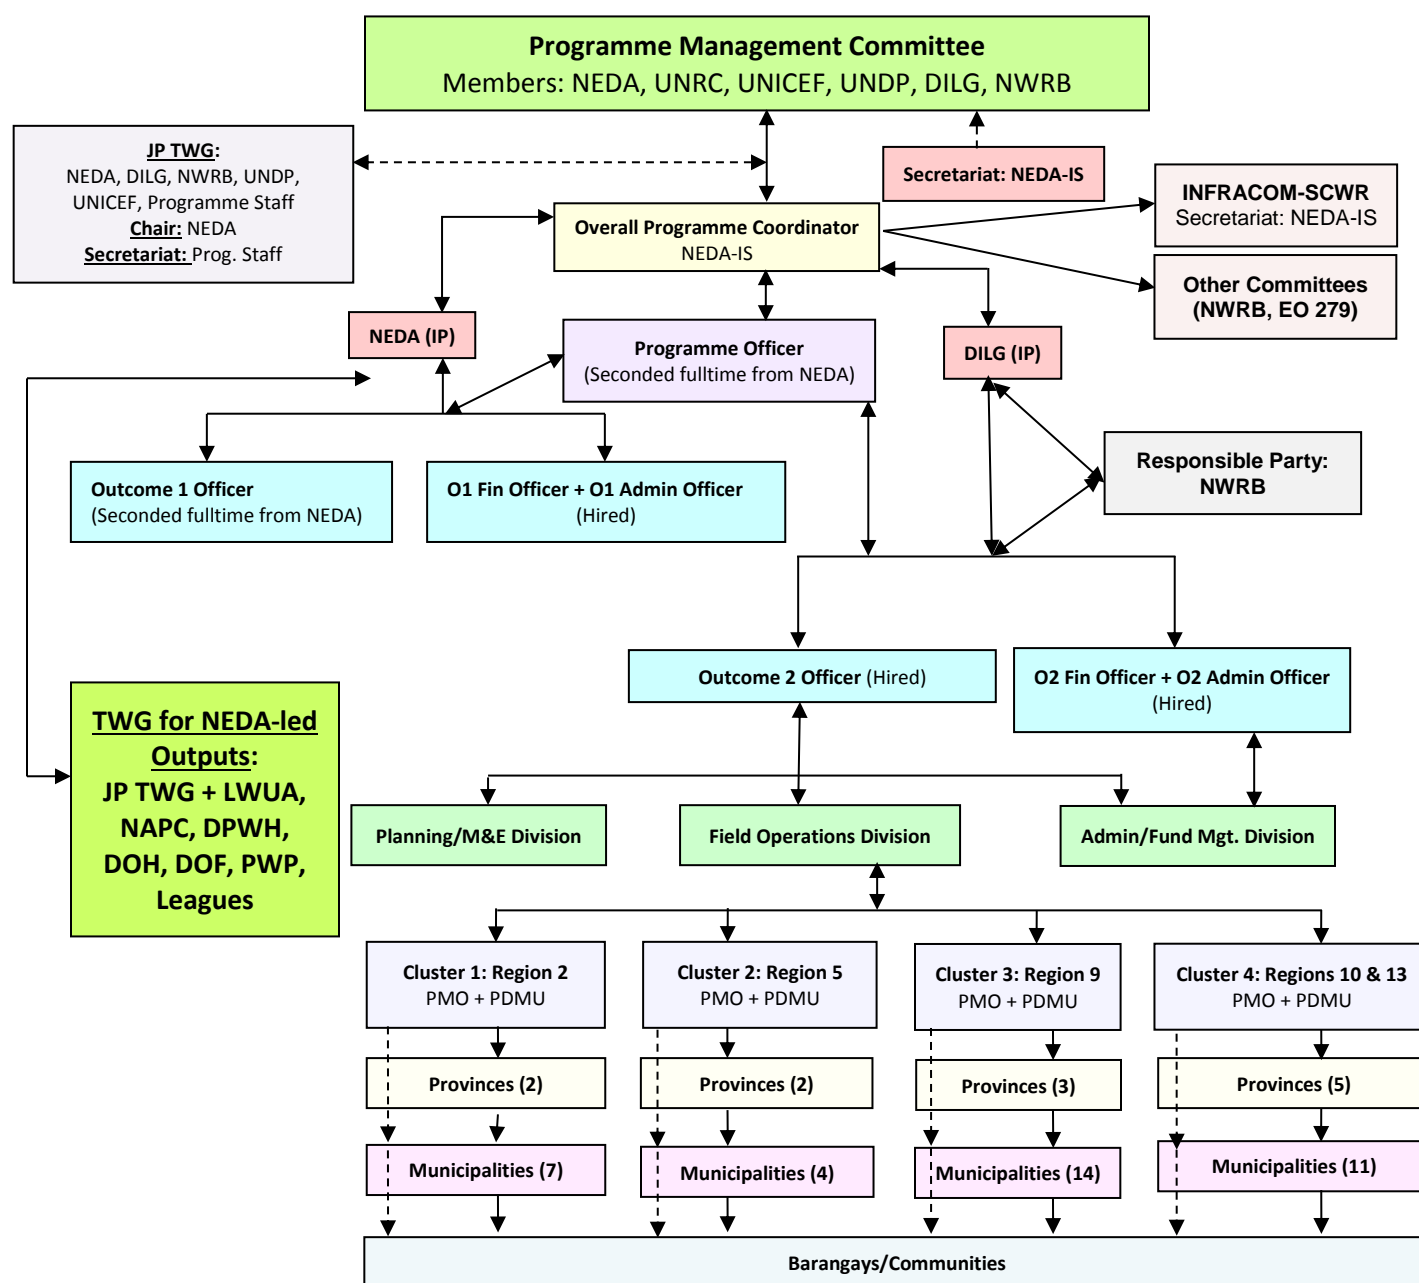 Programme Management Committee
Members: NEDA, UNRC, UNICEF, UNDP, DILG, NWRB
JP TWG:
NEDA, DILG, NWRB, UNDP,
UNICEF, Programme Staff
Chair: NEDA
Secretariat: Prog. Staff
Secretariat: NEDA-IS
INFRACOM-SCWR
Secretariat: NEDA-IS
Overall Programme Coordinator
NEDA-IS
Other Committees
(NWRB, EO 279)
NEDA (IP)
Programme Officer
(Seconded fulltime from NEDA)
DILG (IP)
Responsible Party:
NWRB
Outcome 1 Officer
(Seconded fulltime from NEDA)
O1 Fin Officer + O1 Admin Officer
(Hired)
Outcome 2 Officer (Hired)
O2 Fin Officer + O2 Admin Officer
(Hired)
TWG for NEDA-led
Outputs:
JP TWG + LWUA,
NAPC, DPWH,
DOH, DOF, PWP,
Leagues
Planning/M&E Division
Field Operations Division
Admin/Fund Mgt. Division
Cluster 1: Region 2
PMO + PDMU
Cluster 2: Region 5
PMO + PDMU
Cluster 3: Region 9
PMO + PDMU
Cluster 4: Regions 10 & 13
PMO + PDMU
Provinces (2)
Provinces (2)
Provinces (3)
Provinces (5)
Municipalities (7)
Municipalities (4)
Municipalities (14)
Municipalities (11)
Barangays/Communities